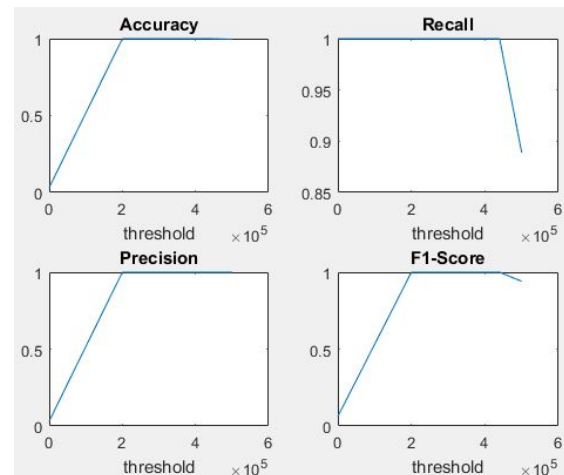 Accuracy
1
0.5
0
0 2 4 6
threshold ×10^5
Recall
1
0.95
0.9
0.85
0 2 4 6
threshold ×10^5
Precision
1
0.5
0
0 2 4 6
threshold ×10^5
F1-Score
1
0.5
0
0 2 4 6
threshold ×10^5